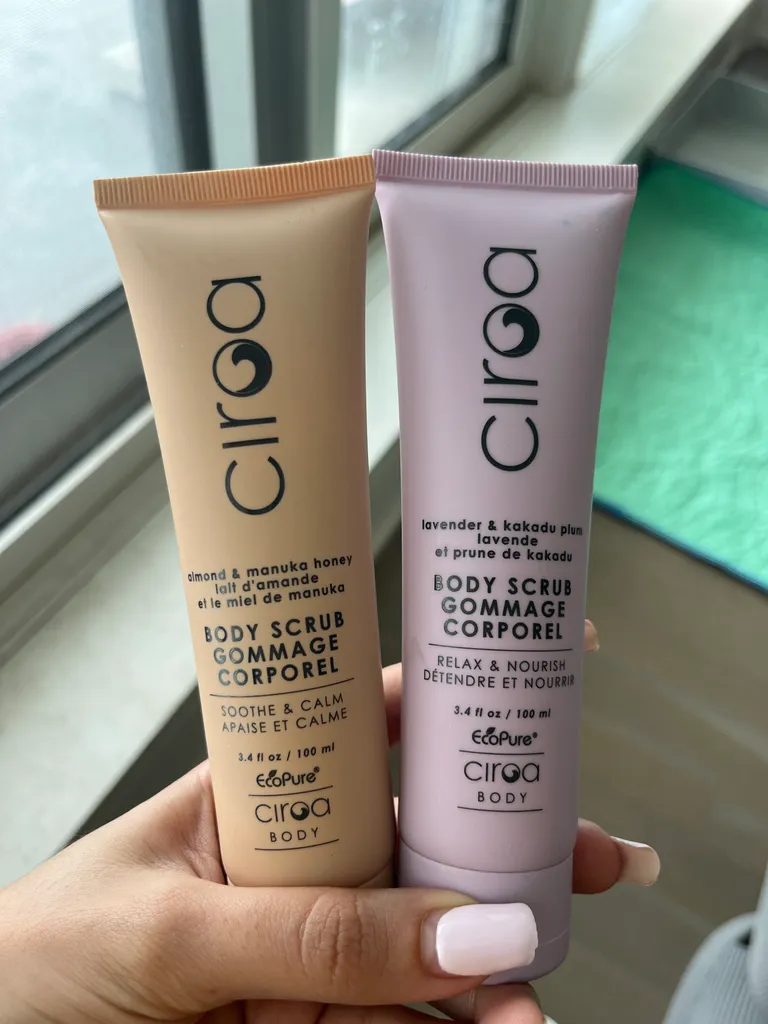 ciroa
almond & manuka honey
lait d'amande
et le miel de manuka
BODY SCRUB
GOMMAGE
CORPOREL
SOOTHE & CALM
APAISE ET CALME
3.4 fl oz / 100 ml
EcoPure®
ciroa
BODY
ciroa
lavender & kakadu plum
lavende
et prune de kakadu
BODY SCRUB
GOMMAGE
CORPOREL
RELAX & NOURISH
DÉTENDRE ET NOURRIR
3.4 fl oz / 100 ml
EcoPure®
ciroa
BODY